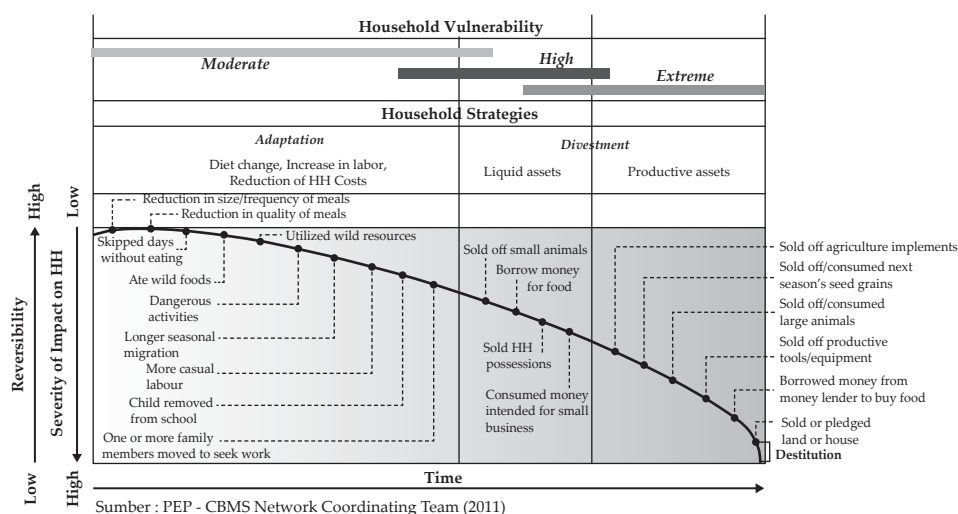 Household Vulnerability
Moderate
High
Extreme
Household Strategies
Adaptation
Divestment
Diet change, Increase in labor,
Reduction of HH Costs
Liquid assets
Productive assets
High
Low
Reversibility
Severity of Impact on HH
Low
High
Reduction in size/frequency of meals
Reduction in quality of meals
Skipped days
without eating
Utilized wild resources
Ate wild foods
Dangerous
activities
Longer seasonal
migration
More casual
labour
Child removed
from school
One or more family
members moved to seek work
Sold off small animals
Borrow money
for food
Sold HH
possessions
Consumed money
intended for small
business
Sold off agriculture implements
Sold off/consumed next
season's seed grains
Sold off/consumed
large animals
Sold off productive
tools/equipment
Borrowed money from
money lender to buy food
Sold or pledged
land or house
Destitution
Time
Sumber : PEP - CBMS Network Coordinating Team (2011)